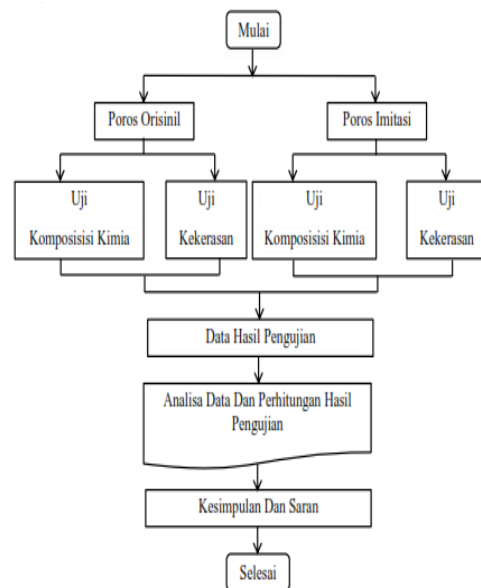 Mulai
Poros Orisinil
Poros Imitasi
Uji
Komposisisi Kimia
Uji
Kekerasan
Uji
Komposisisi Kimia
Uji
Kekerasan
Data Hasil Pengujian
Analisa Data Dan Perhitungan Hasil
Pengujian
Kesimpulan Dan Saran
Selesai